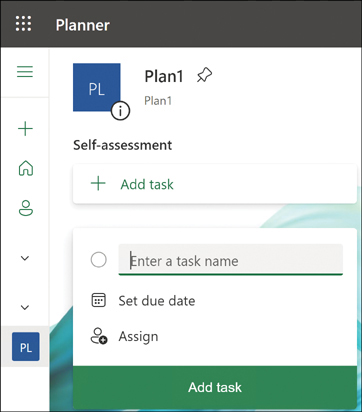 Planner
PL
Plan1
Plan1
Self-assessment
Add task
Enter a task name
Set due date
Assign
PL
Add task